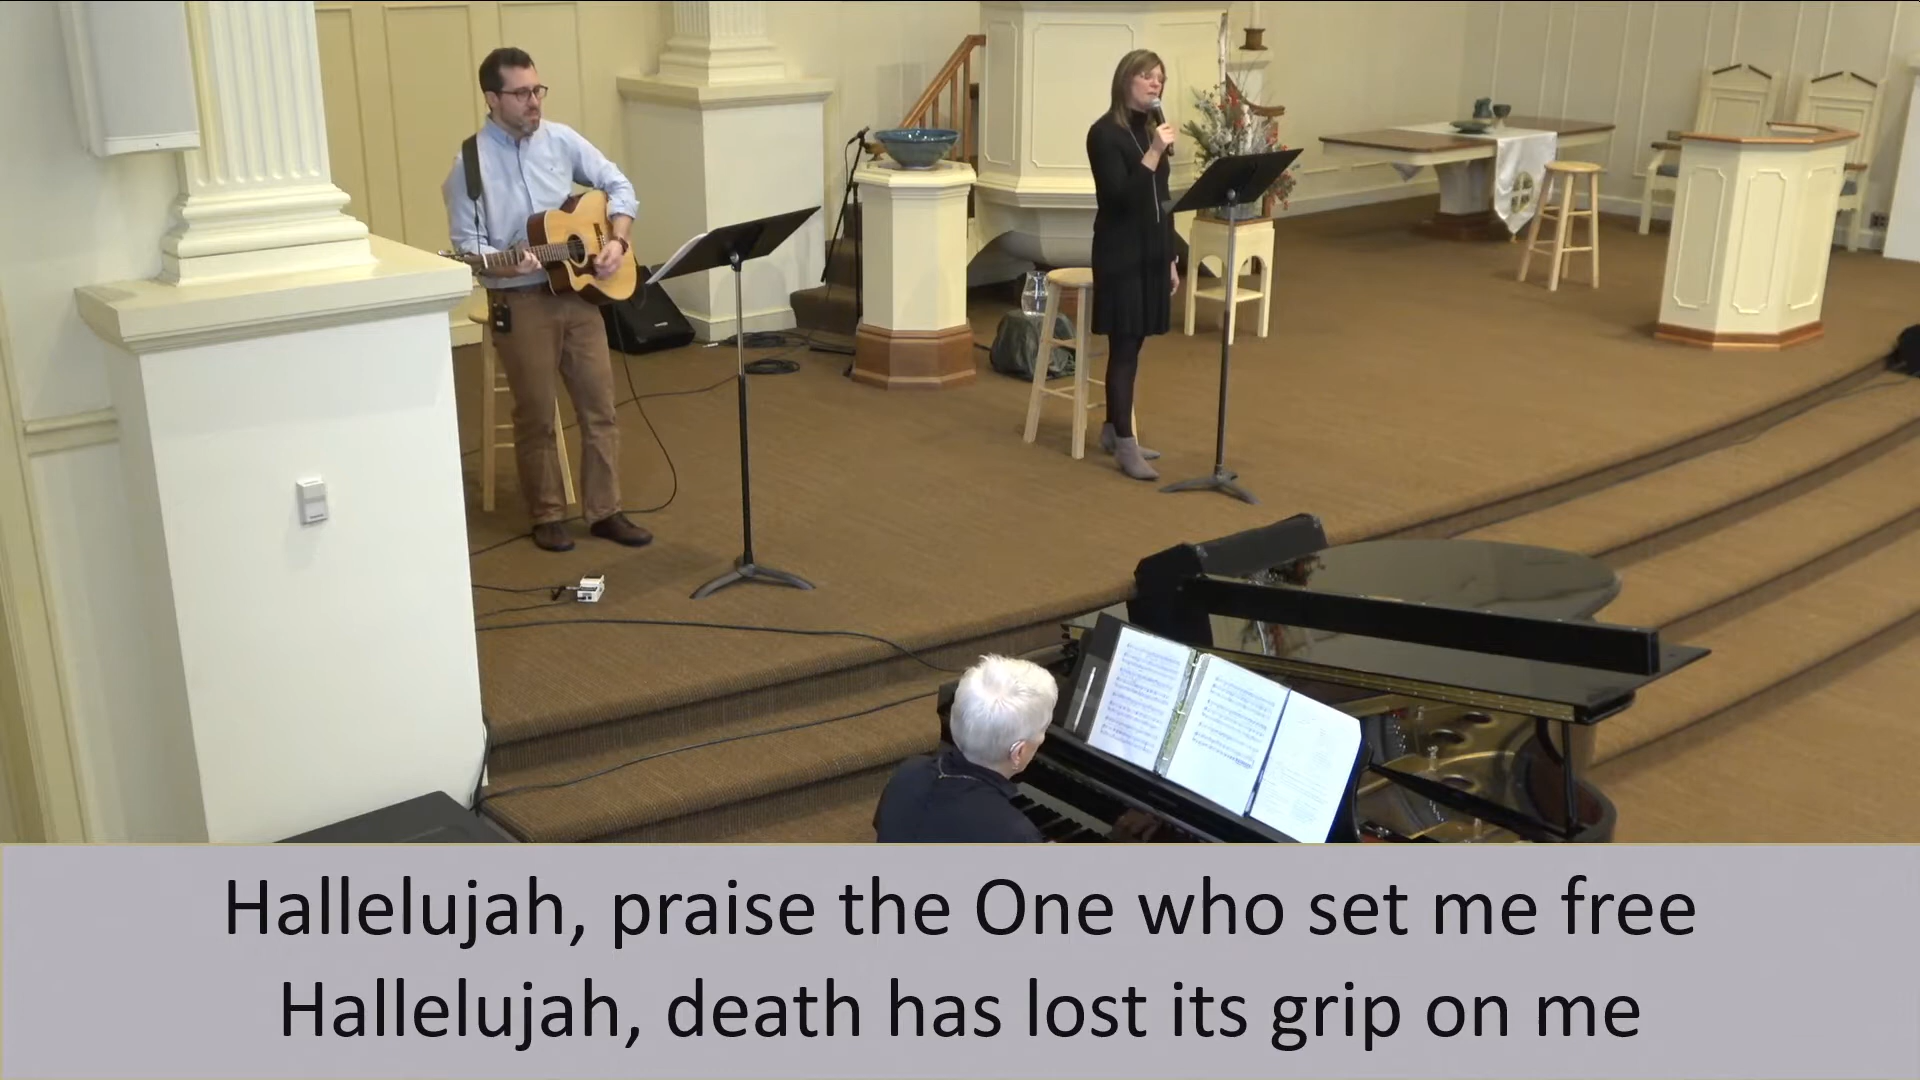 Hallelujah, praise the One who set me free
Hallelujah, death has lost its grip on me